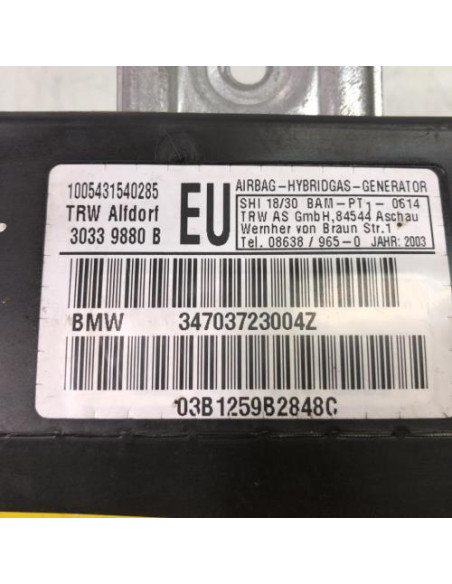 1005431540285
TRW Alfdorf
3033 9880 B
EU
AIRBAG-HYBRIDGAS-GENERATOR
SHI 18/30 BAM-PT1-0614
TRW AS GmbH,84544 Aschau
Wernher von Braun Str.1
Tel. 08638 / 965-0 JAHR: 2003
BMW 34703723004Z
03B1259B2848C